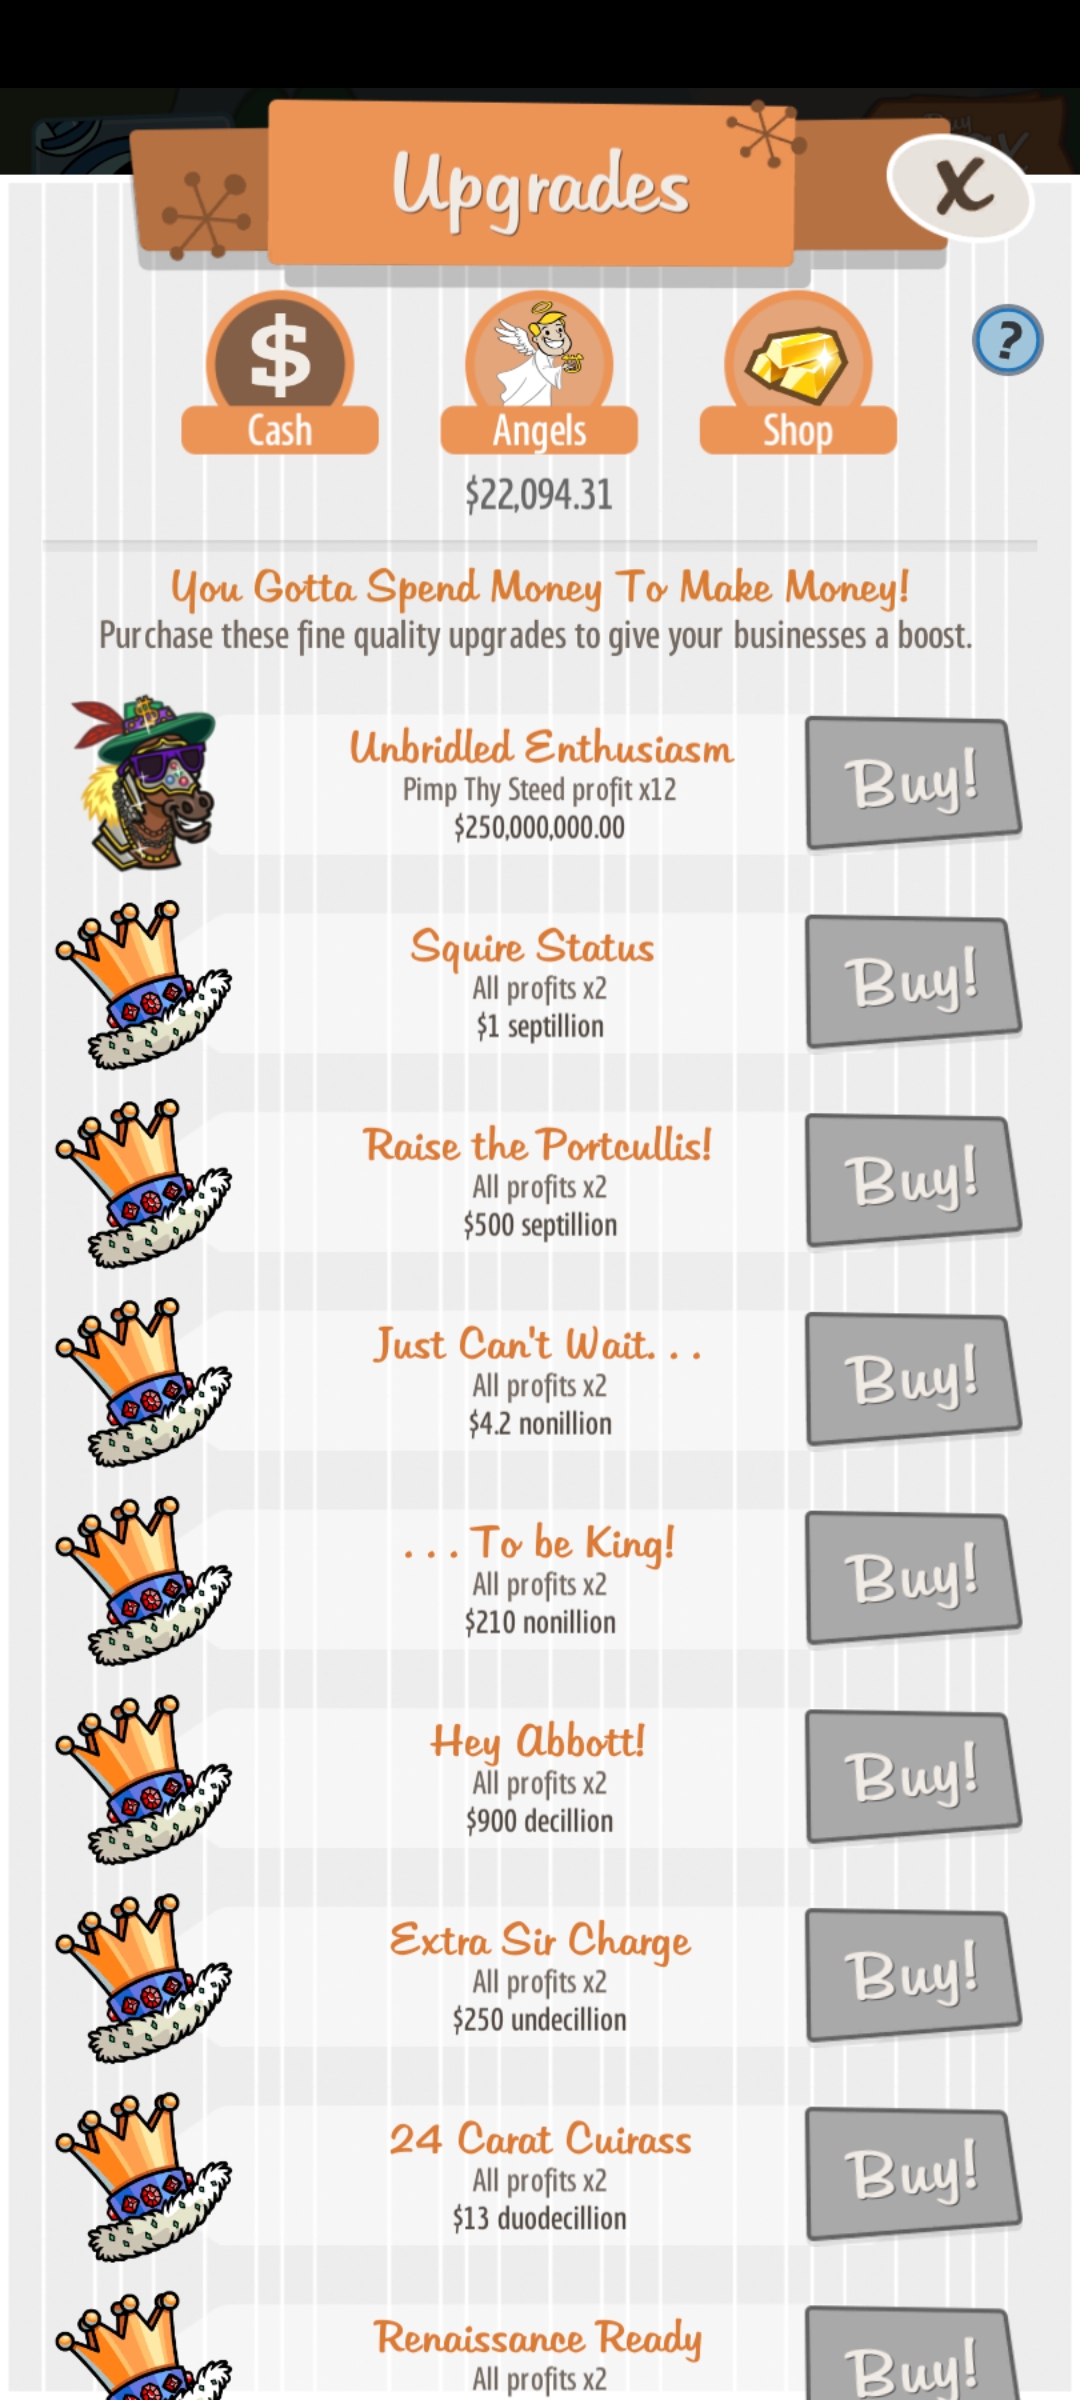 Upgrades
X
Cash
Angels
Shop
?
$22,094.31
You Gotta Spend Money To Make Money!
Purchase these fine quality upgrades to give your businesses a boost.
Unbridled Enthusiasm
Pimp Thy Steed profit x12
$250,000,000.00
Buy!
Squire Status
All profits x2
$1 septillion
Buy!
Raise the Portcullis!
All profits x2
$500 septillion
Buy!
Just Can't Wait. . .
All profits x2
$4.2 nonillion
Buy!
. . . To be King!
All profits x2
$210 nonillion
Buy!
Hey Abbott!
All profits x2
$900 decillion
Buy!
Extra Sir Charge
All profits x2
$250 undecillion
Buy!
24 Carat Cuirass
All profits x2
$13 duodecillion
Buy!
Renaissance Ready
All profits x2
Buy!